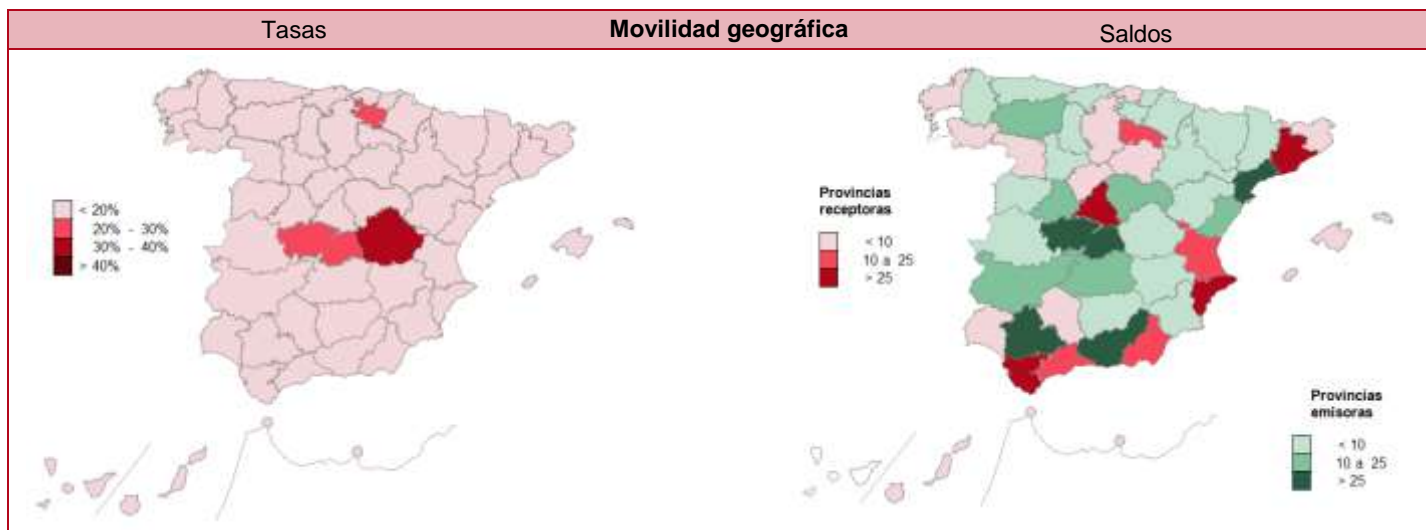 Tasas
Movilidad geográfica
Saldos
< 20%
20% - 30%
30% - 40%
> 40%
Provincias
receptoras
< 10
10 a 25
> 25
Provincias
emisoras
< 10
10 a 25
> 25